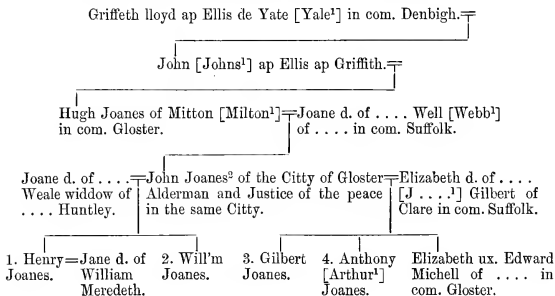 Griffeth lloyd ap Ellis de Yate [Yale¹] in com. Denbigh.
John [Johns¹] ap Ellis ap Griffith.
Hugh Joanes of Mitton [Milton¹]
in com. Gloster.
Joane d. of . . . . Well [Webb¹]
of . . . . in com. Suffolk.
Joane d. of . . . .
Weale widdow of
. . . . Huntley.
John Joanes² of the Citty of Gloster
Alderman and Justice of the peace
in the same Citty.
Elizabeth d. of . . . .
[J . . . .¹] Gilbert of
Clare in com. Suffolk.
1. Henry
Joanes.
Jane d. of
William
Meredeth.
2. Will'm
Joanes.
3. Gilbert
Joanes.
4. Anthony
[Arthur¹]
Joanes.
Elizabeth ux. Edward
Michell of . . . . in
com. Gloster.